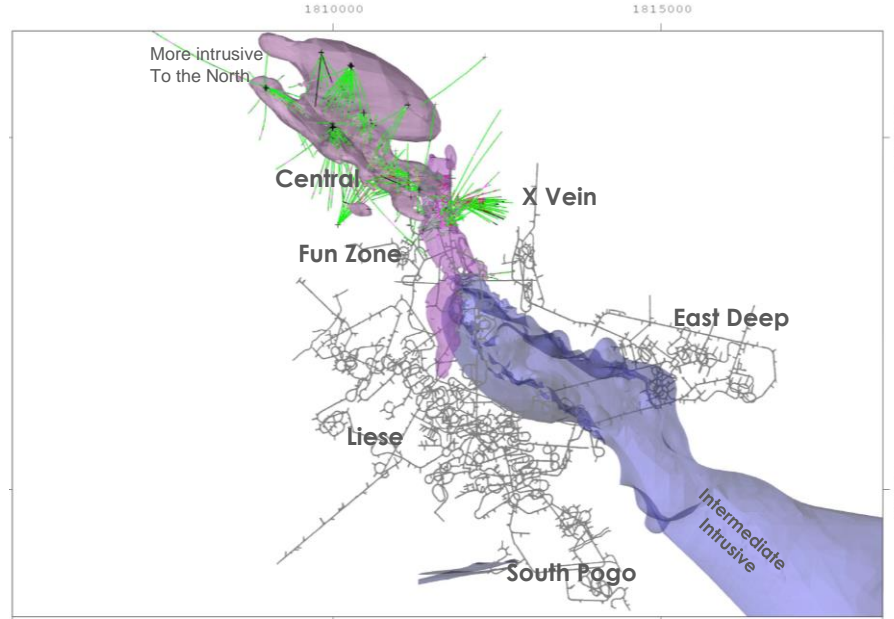 1810000
1815000
More intrusive
To the North
Central
X Vein
Fun Zone
East Deep
Liese
Intermediate
Intrusive
South Pogo